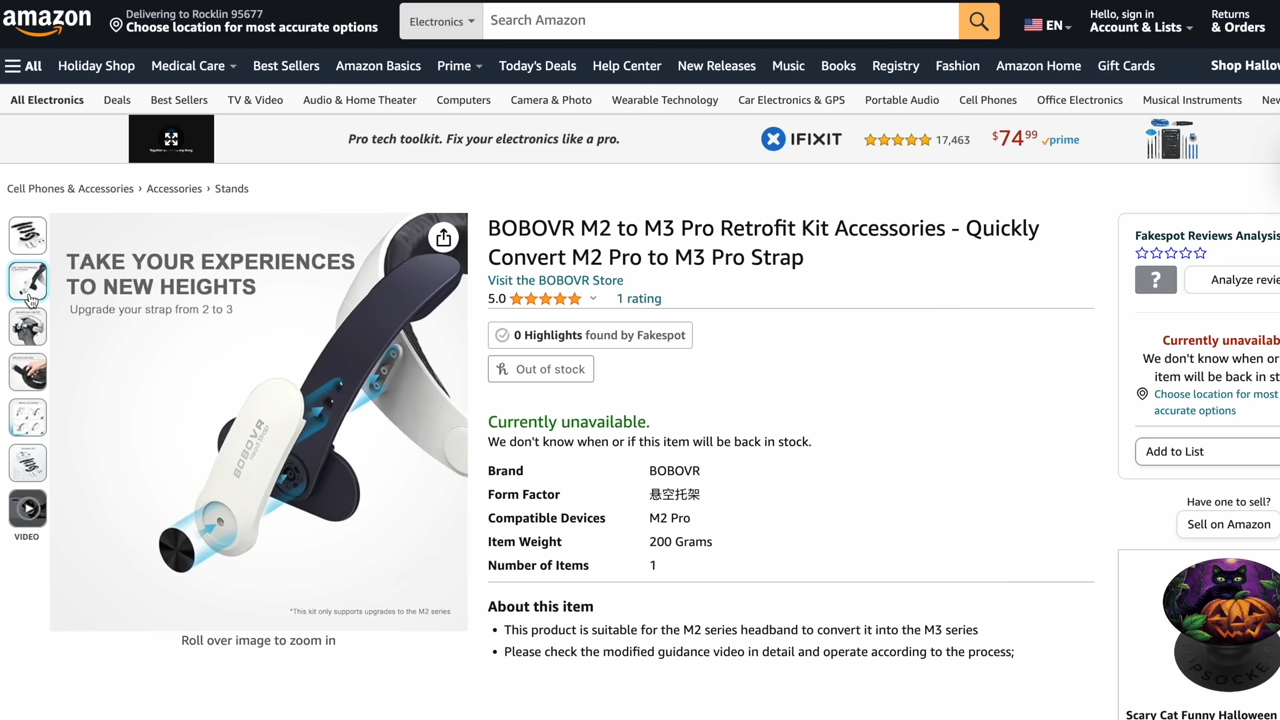 amazon
Delivering to Rocklin 95677
Choose location for most accurate options
Electronics
Search Amazon
EN
Hello, sign in
Account & Lists
Returns
& Orders
All
Holiday Shop
Medical Care
Best Sellers
Amazon Basics
Prime
Today's Deals
Help Center
New Releases
Music
Books
Registry
Fashion
Amazon Home
Gift Cards
Shop Hallo
All Electronics
Deals
Best Sellers
TV & Video
Audio & Home Theater
Computers
Camera & Photo
Wearable Technology
Car Electronics & GPS
Portable Audio
Cell Phones
Office Electronics
Musical Instruments
New
Pro tech toolkit. Fix your electronics like a pro.
IFIXIT
17,463
$74 99
prime
Cell Phones & Accessories › Accessories › Stands
TAKE YOUR EXPERIENCES
TO NEW HEIGHTS
Upgrade your strap from 2 to 3
BOBOVR
*This kit only supports upgrades to the M2 series
VIDEO
Roll over image to zoom in
BOBOVR M2 to M3 Pro Retrofit Kit Accessories - Quickly
Convert M2 Pro to M3 Pro Strap
Visit the BOBOVR Store
5.0
1 rating
0 Highlights found by Fakespot
Out of stock
Currently unavailable.
We don't know when or if this item will be back in stock.
Brand BOBOVR
Form Factor 悬空托架
Compatible Devices M2 Pro
Item Weight 200 Grams
Number of Items 1
About this item
• This product is suitable for the M2 series headband to convert it into the M3 series
• Please check the modified guidance video in detail and operate according to the process;
Fakespot Reviews Analysis
?
Analyze revie
Currently unavailab
We don't know when or
item will be back in st
Choose location for most
accurate options
Add to List
Have one to sell?
Sell on Amazon
POPSOCKE
Scary Cat Funny Halloween